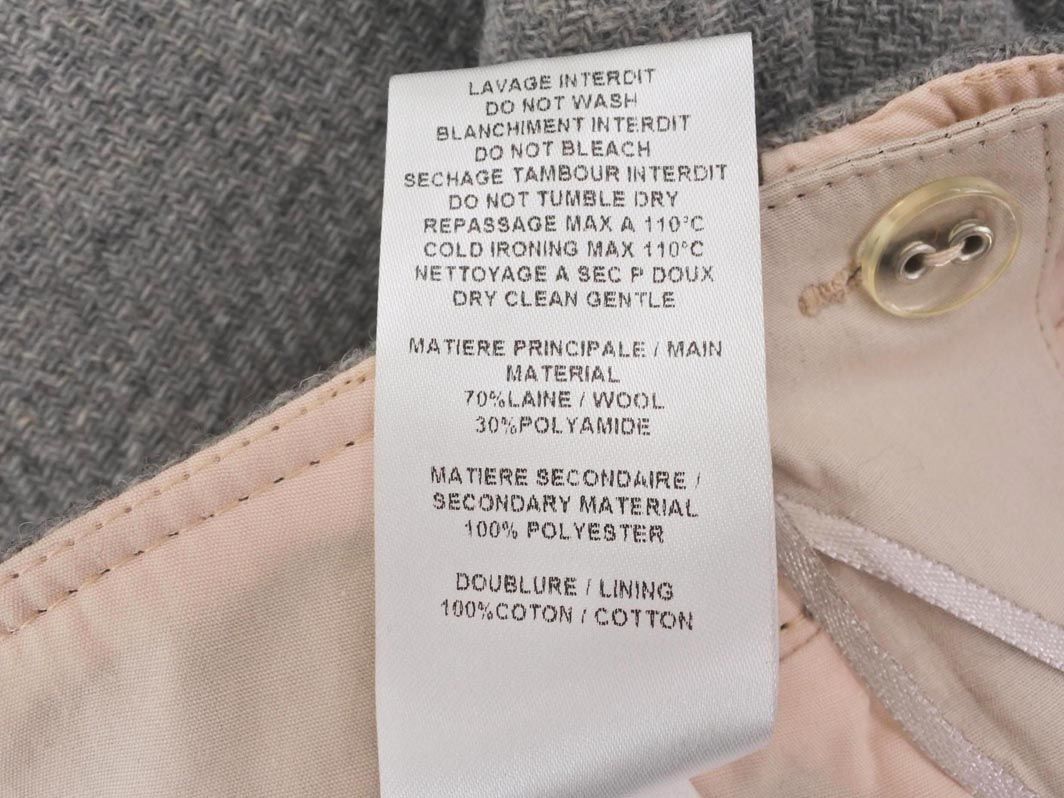 LAVAGE INTERDIT
DO NOT WASH
BLANCHIMENT INTERDIT
DO NOT BLEACH
SECHAGE TAMBOUR INTERDIT
DO NOT TUMBLE DRY
REPASSAGE MAX A 110°C
COLD IRONING MAX 110°C
NETTOYAGE A SEC P DOUX
DRY CLEAN GENTLE
MATIERE PRINCIPALE / MAIN
MATERIAL
70%LAINE / WOOL
30%POLYAMIDE
MATIERE SECONDAIRE /
SECONDARY MATERIAL
100% POLYESTER
DOUBLURE / LINING
100%COTON / COTTON